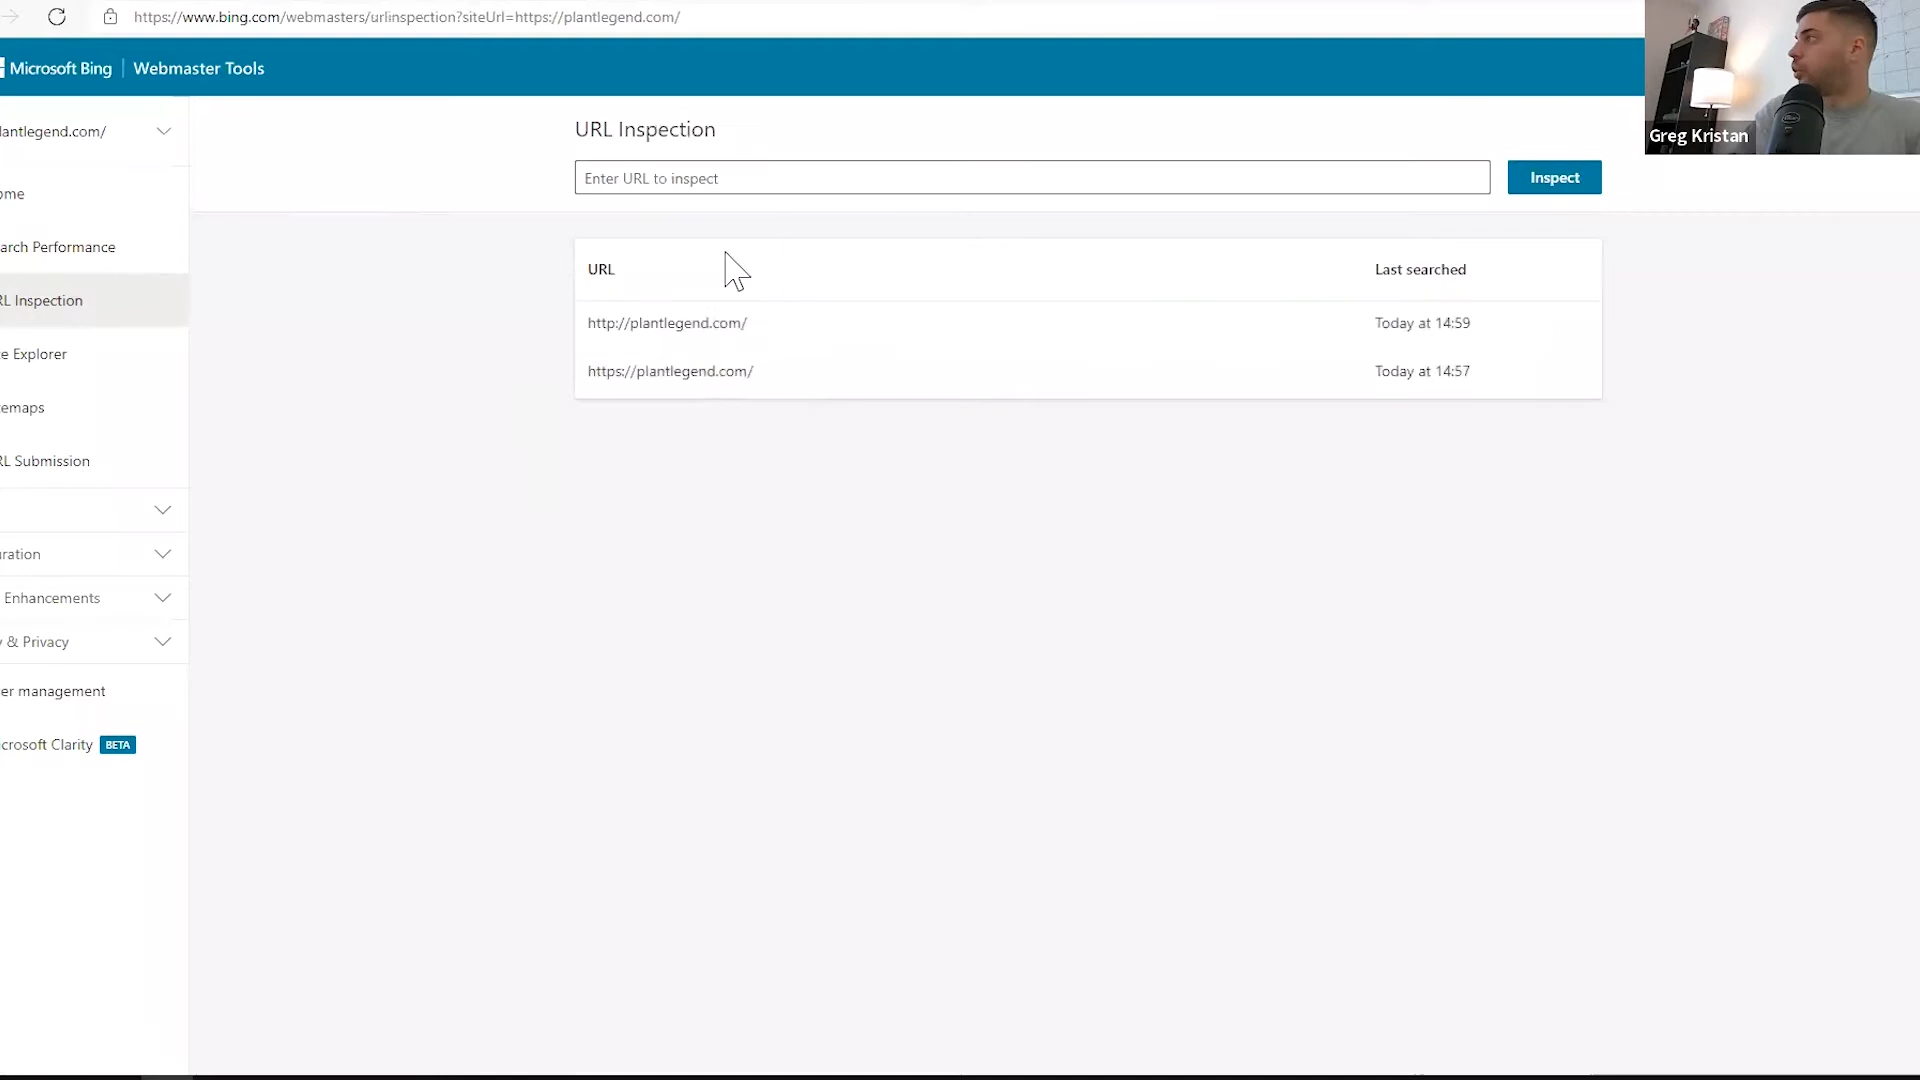 https://www.bing.com/webmasters/urlinspection?siteUrl=https://plantlegend.com/
Microsoft Bing | Webmaster Tools
Greg Kristan
lantlegend.com/
ome
arch Performance
RL Inspection
te Explorer
temaps
RL Submission
uration
Enhancements
y & Privacy
er management
crosoft Clarity BETA
URL Inspection
Enter URL to inspect
Inspect
URL Last searched
http://plantlegend.com/ Today at 14:59
https://plantlegend.com/ Today at 14:57